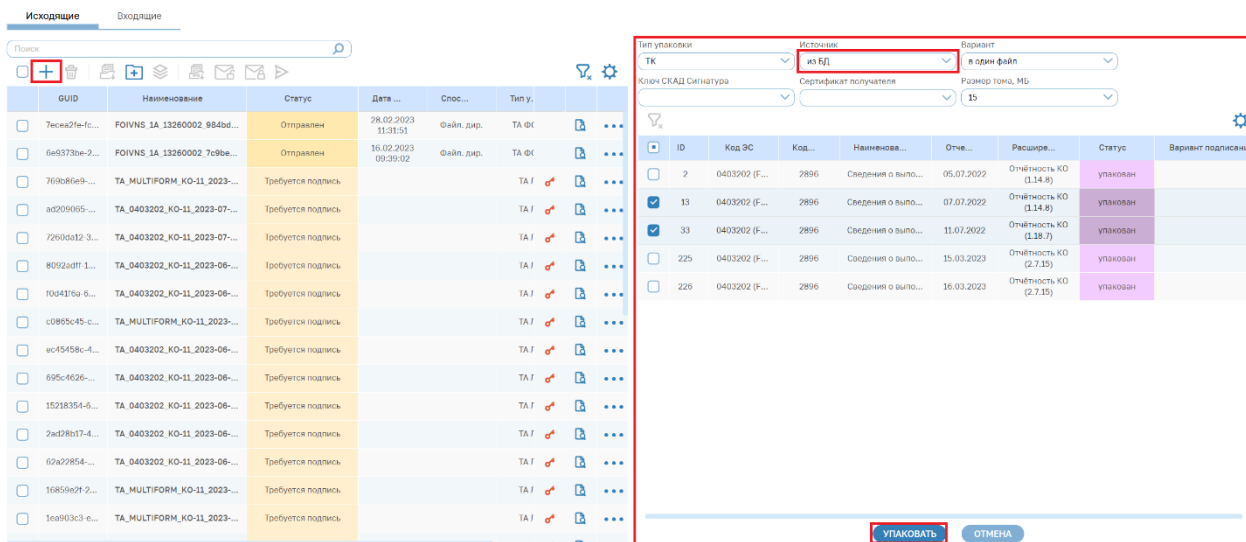 Исходящие Входящие
Поиск
GUID Наименование Статус Дата ... Спос... Тип у.
7ecea2fe-fc... FOIVNS_1A_13260002_984bd... Отправлен 28.02.2023 11:31:51 Файл. дир. ТА ФО
6e9373be-2... FOIVNS_1A_13260002_7c9be... Отправлен 16.02.2023 09:39:02 Файл. дир. ТА ФО
769b86e9-... TA_MULTIFORM_KO-11_2023-... Требуется подпись
ad209065-... TA_0403202_KO-11_2023-07-... Требуется подпись
7260da12-3... TA_0403202_KO-11_2023-07-... Требуется подпись
8092adff-1... TA_0403202_KO-11_2023-06-... Требуется подпись
f0d41f6a-6... TA_0403202_KO-11_2023-06-... Требуется подпись
c0865c45-c... TA_MULTIFORM_KO-11_2023-... Требуется подпись
ec45458c-4... TA_0403202_KO-11_2023-06-... Требуется подпись
695c4626-... TA_0403202_KO-11_2023-06-... Требуется подпись
15218354-6... TA_0403202_KO-11_2023-06-... Требуется подпись
2ad28b17-4... TA_0403202_KO-11_2023-06-... Требуется подпись
62a22854-... TA_0403202_KO-11_2023-06-... Требуется подпись
16859e2f-2... TA_MULTIFORM_KO-11_2023-... Требуется подпись
1ea903c3-e... TA_MULTIFORM_KO-11_2023-... Требуется подпись
Тип упаковки Источник Вариант
ТК из БД в один файл
Ключ СКАД Сигнатура Сертификат получателя Размер тома, МБ
15
ID Код ЭС Код... Наименова... Отче... Расшире... Статус Вариант подписани
2 0403202 (F... 2896 Сведения о выпо... 05.07.2022 Отчётность КО (1.14.8) упакован
13 0403202 (F... 2896 Сведения о выпо... 07.07.2022 Отчётность КО (1.14.8) упакован
33 0403202 (F... 2896 Сведения о выпо... 11.07.2022 Отчётность КО (1.18.7) упакован
225 0403202 (F... 2896 Сведения о выпо... 15.03.2023 Отчётность КО (2.7.15) упакован
226 0403202 (F... 2896 Сведения о выпо... 16.03.2023 Отчётность КО (2.7.15) упакован
УПАКОВАТЬ ОТМЕНА